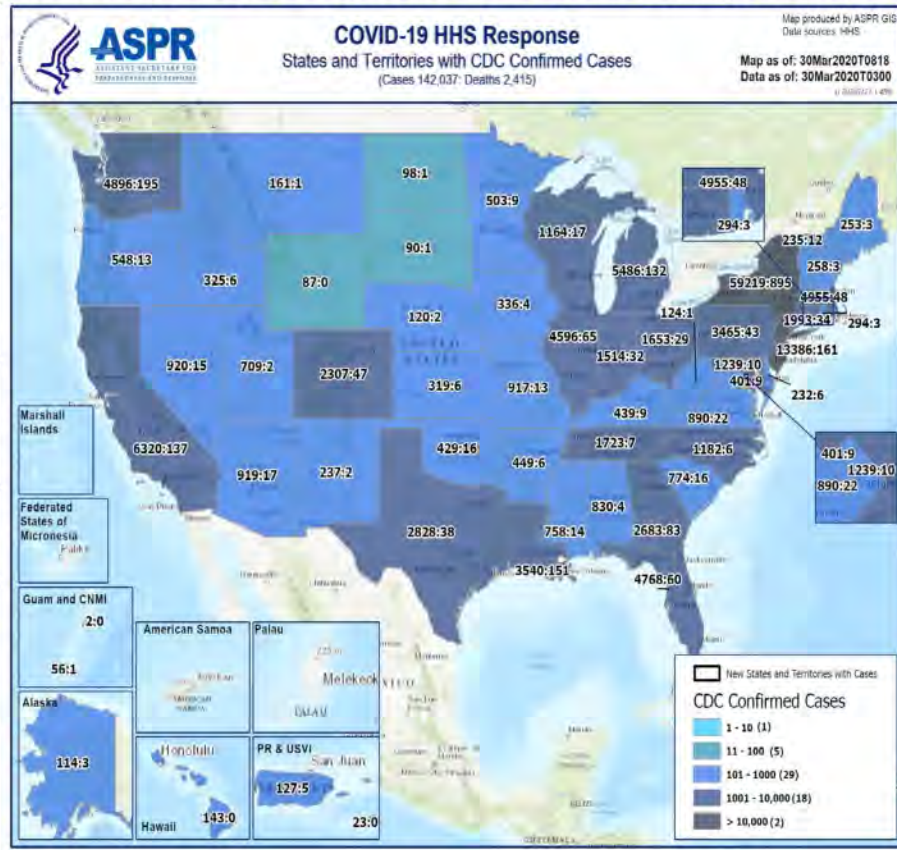 ASPR
ASSISTANT SECRETARY FOR
PREPAREDNESS AND RESPONSE
COVID-19 HHS Response
States and Territories with CDC Confirmed Cases
(Cases 142,037: Deaths 2,415)
Map produced by ASPR GIS
Data sources HHS
Map as of: 30Mar2020T0818
Data as of: 30Mar2020T0300
4896:195
161:1
98:1
503:9
4955:48
294:3
253:3
1164:17
235:12
548:13
325:6
87:0
90:1
5486:132
258:3
59219:895
4955:48
120:2
336:4
124:1
1993:34
294:3
4596:65
1653:29
3465:43
1514:32
13386:161
920:15
709:2
2307:47
1239:10
401:9
232:6
319:6
917:13
439:9
890:22
Marshall
Islands
6320:137
429:16
1723:7
1182:6
401:9
919:17
237:2
449:6
774:16
1239:10
890:22
830:4
Federated
States of
Micronesia
Palikir
2828:38
758:14
2683:83
3540:151
4768:60
Guam and CNMI
2:0
56:1
American Samoa
Palau
Melekeok
PALAU
New States and Territories with Cases
CDC Confirmed Cases
1 - 10 (1)
11 - 100 (5)
101 - 1000 (29)
1001 - 10,000 (18)
> 10,000 (2)
Alaska
114:3
Honolulu
Hawaii
143:0
PR & USVI
San Juan
127:5
23:0
GUATEMALA